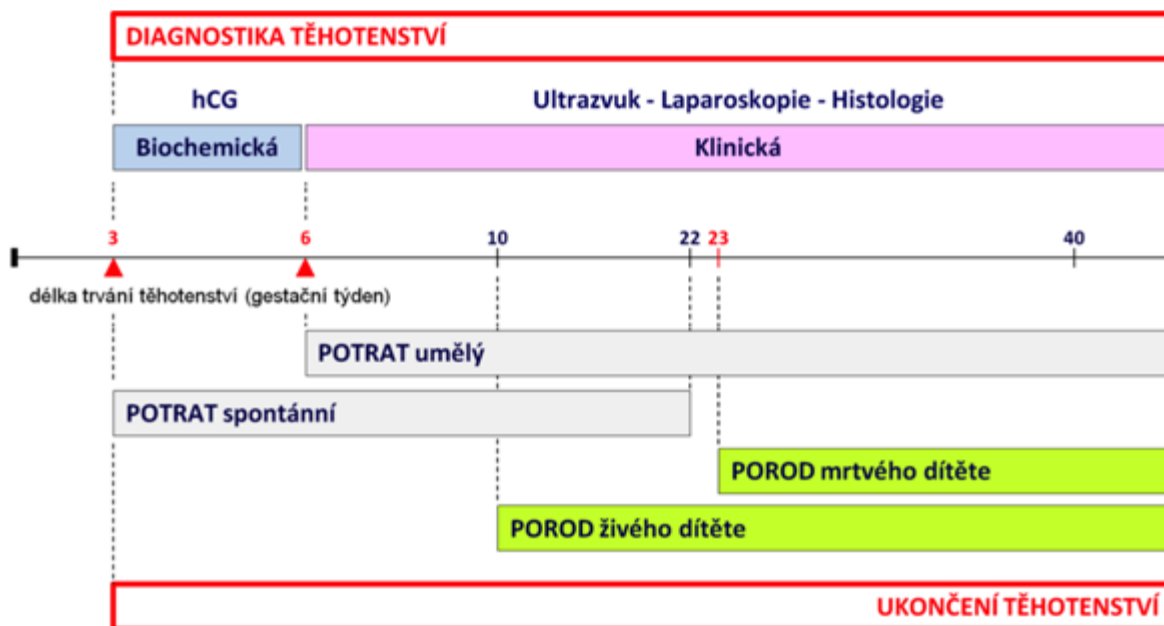 DIAGNOSTIKA TĚHOTENSTVÍ
hCG
Ultrazvuk - Laparoskopie - Histologie
Biochemická
Klinická
3 6 10 22 23 40
délka trvání těhotenství (gestační týden)
POTRAT umělý
POTRAT spontánní
POROD mrtvého dítěte
POROD živého dítěte
UKONČENÍ TĚHOTENSTVÍ